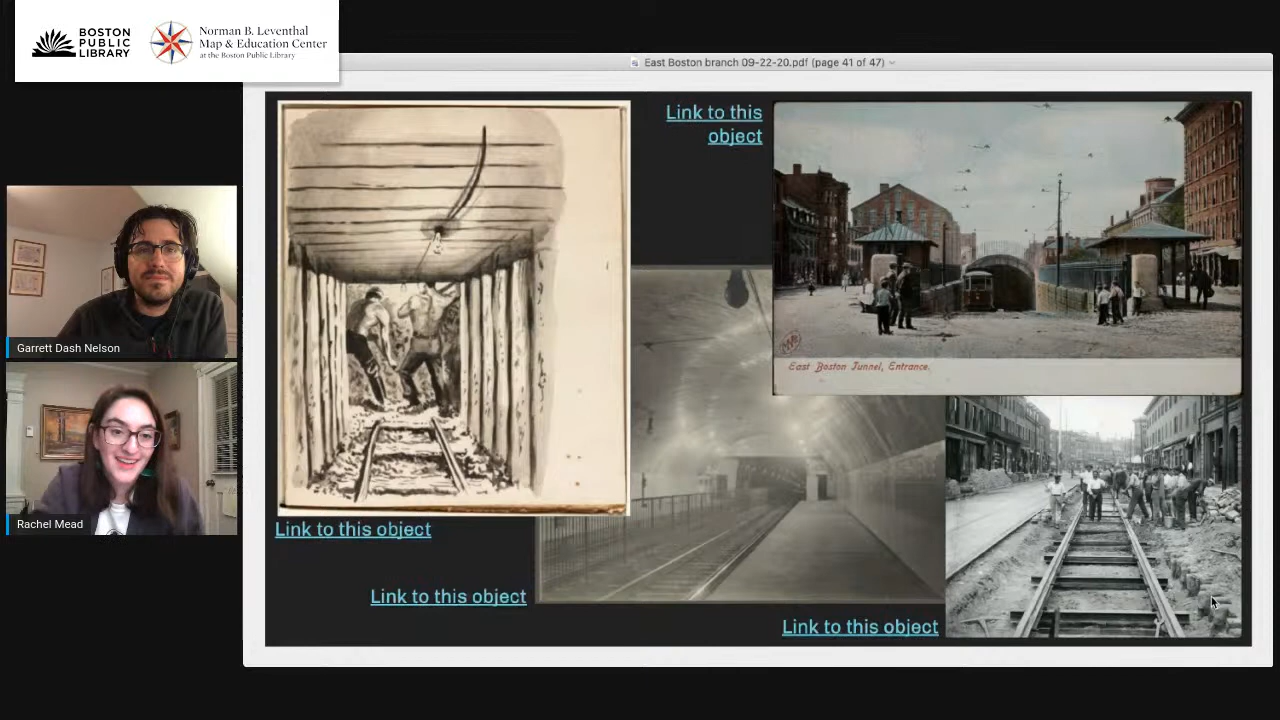 BOSTON
PUBLIC
LIBRARY
Norman B. Leventhal
Map & Education Center
at the Boston Public Library
East Boston branch 09-22-20.pdf (page 41 of 47)
Link to this
object
East Boston Tunnel, Entrance.
Garrett Dash Nelson
Rachel Mead
Link to this object
Link to this object
Link to this object